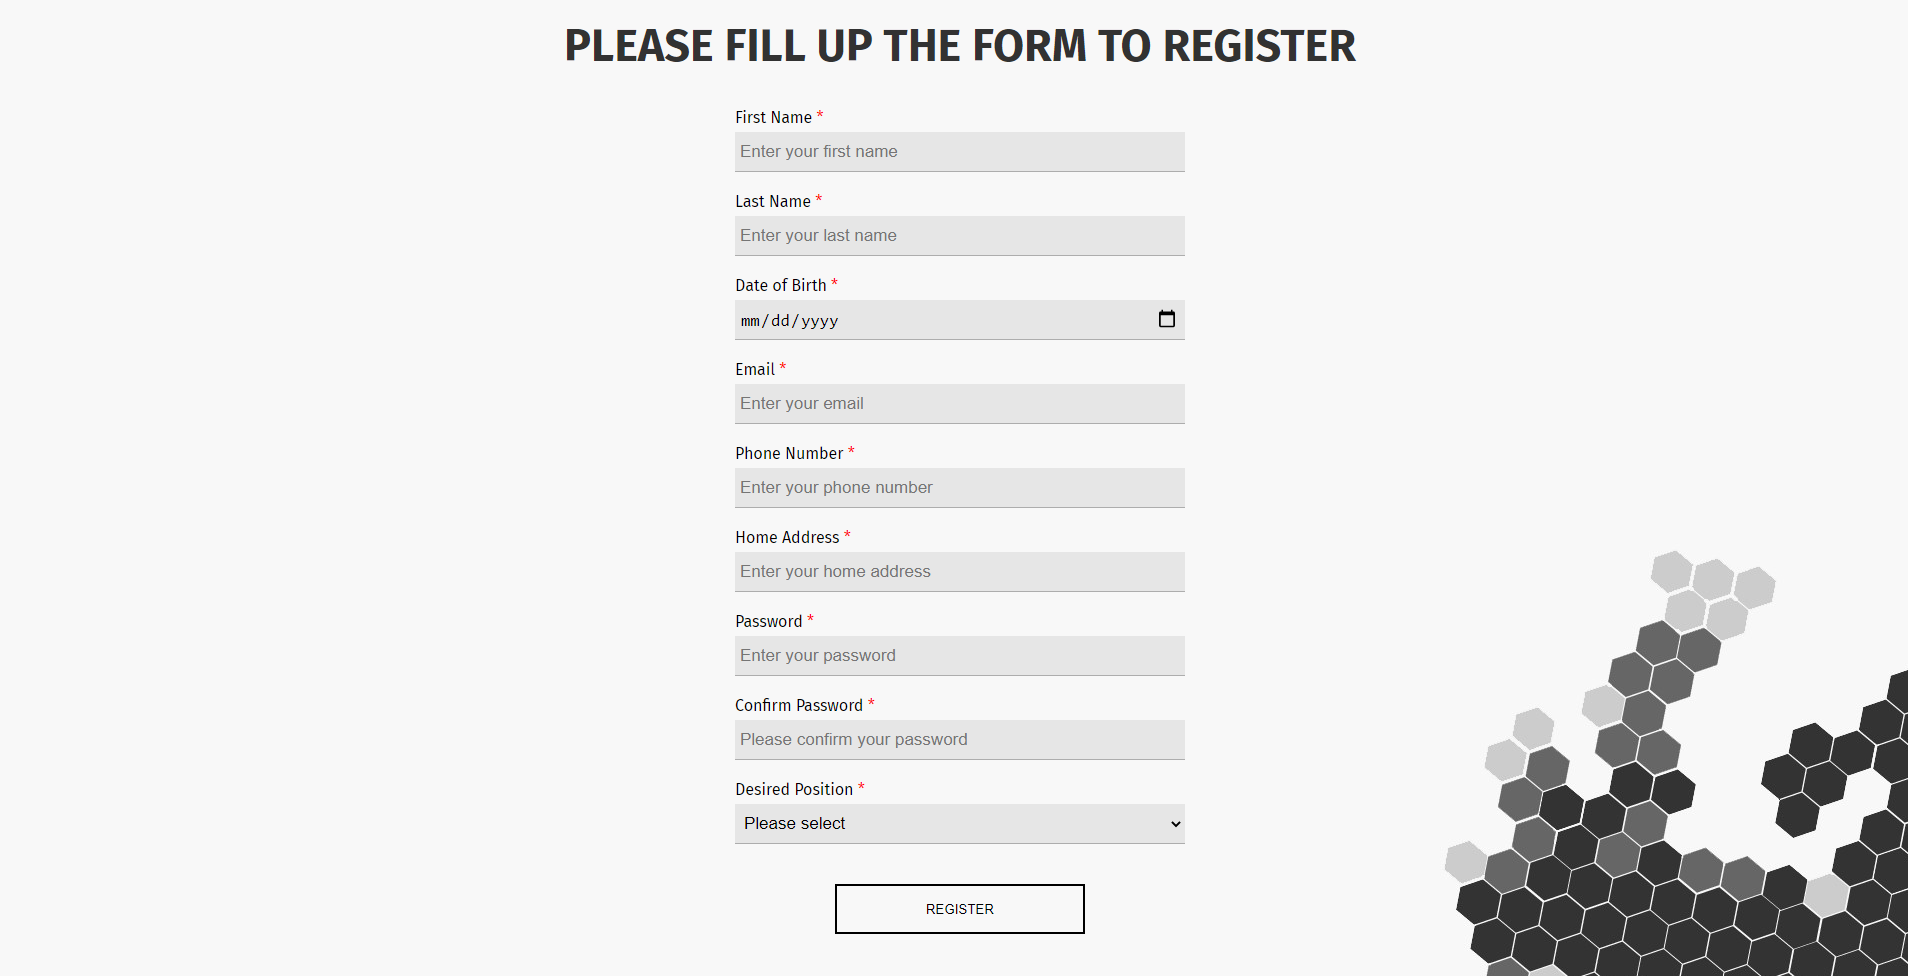 PLEASE FILL UP THE FORM TO REGISTER
First Name *
Enter your first name
Last Name *
Enter your last name
Date of Birth *
mm/dd/yyyy
Email *
Enter your email
Phone Number *
Enter your phone number
Home Address *
Enter your home address
Password *
Enter your password
Confirm Password *
Please confirm your password
Desired Position *
Please select
REGISTER